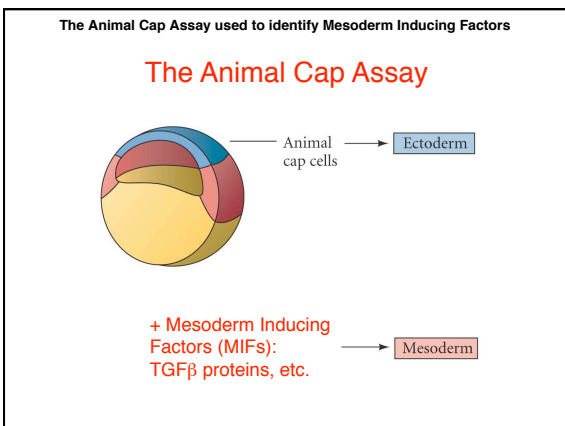 The Animal Cap Assay used to identify Mesoderm Inducing Factors
The Animal Cap Assay
Animal
cap cells
Ectoderm
+ Mesoderm Inducing
Factors (MIFs):
TGFβ proteins, etc.
Mesoderm